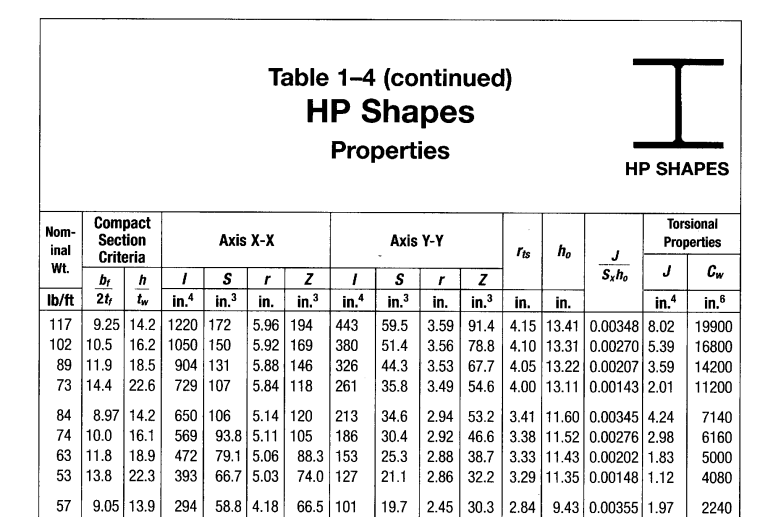 Table 1–4 (continued)
HP Shapes
Properties
HP SHAPES
Nom-
inal
Wt.
Compact
Section
Criteria
Axis X-X
Axis Y-Y
rts
ho
J
Sxho
Torsional
Properties
bf
2tf
h
tw
I S r Z I S r Z J Cw
lb/ft in.4 in.3 in. in.3 in.4 in.3 in. in.3 in. in. in.4 in.6
117 9.25 14.2 1220 172 5.96 194 443 59.5 3.59 91.4 4.15 13.41 0.00348 8.02 19900
102 10.5 16.2 1050 150 5.92 169 380 51.4 3.56 78.8 4.10 13.31 0.00270 5.39 16800
89 11.9 18.5 904 131 5.88 146 326 44.3 3.53 67.7 4.05 13.22 0.00207 3.59 14200
73 14.4 22.6 729 107 5.84 118 261 35.8 3.49 54.6 4.00 13.11 0.00143 2.01 11200
84 8.97 14.2 650 106 5.14 120 213 34.6 2.94 53.2 3.41 11.60 0.00345 4.24 7140
74 10.0 16.1 569 93.8 5.11 105 186 30.4 2.92 46.6 3.38 11.52 0.00276 2.98 6160
63 11.8 18.9 472 79.1 5.06 88.3 153 25.3 2.88 38.7 3.33 11.43 0.00202 1.83 5000
53 13.8 22.3 393 66.7 5.03 74.0 127 21.1 2.86 32.2 3.29 11.35 0.00148 1.12 4080
57 9.05 13.9 294 58.8 4.18 66.5 101 19.7 2.45 30.3 2.84 9.43 0.00355 1.97 2240